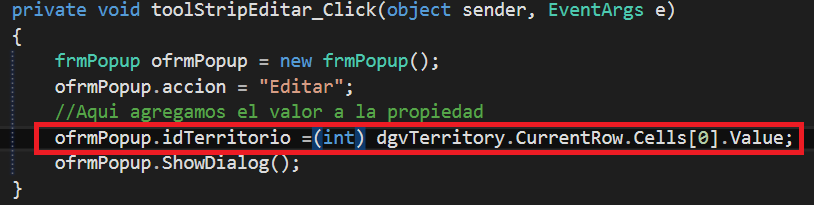 private void toolStripEditar_Click(object sender, EventArgs e)
{
frmPopup ofrmPopup = new frmPopup();
ofrmPopup.accion = "Editar";
//Aqui agregamos el valor a la propiedad
ofrmPopup.idTerritorio =(int) dgvTerritory.CurrentRow.Cells[0].Value;
ofrmPopup.ShowDialog();
}